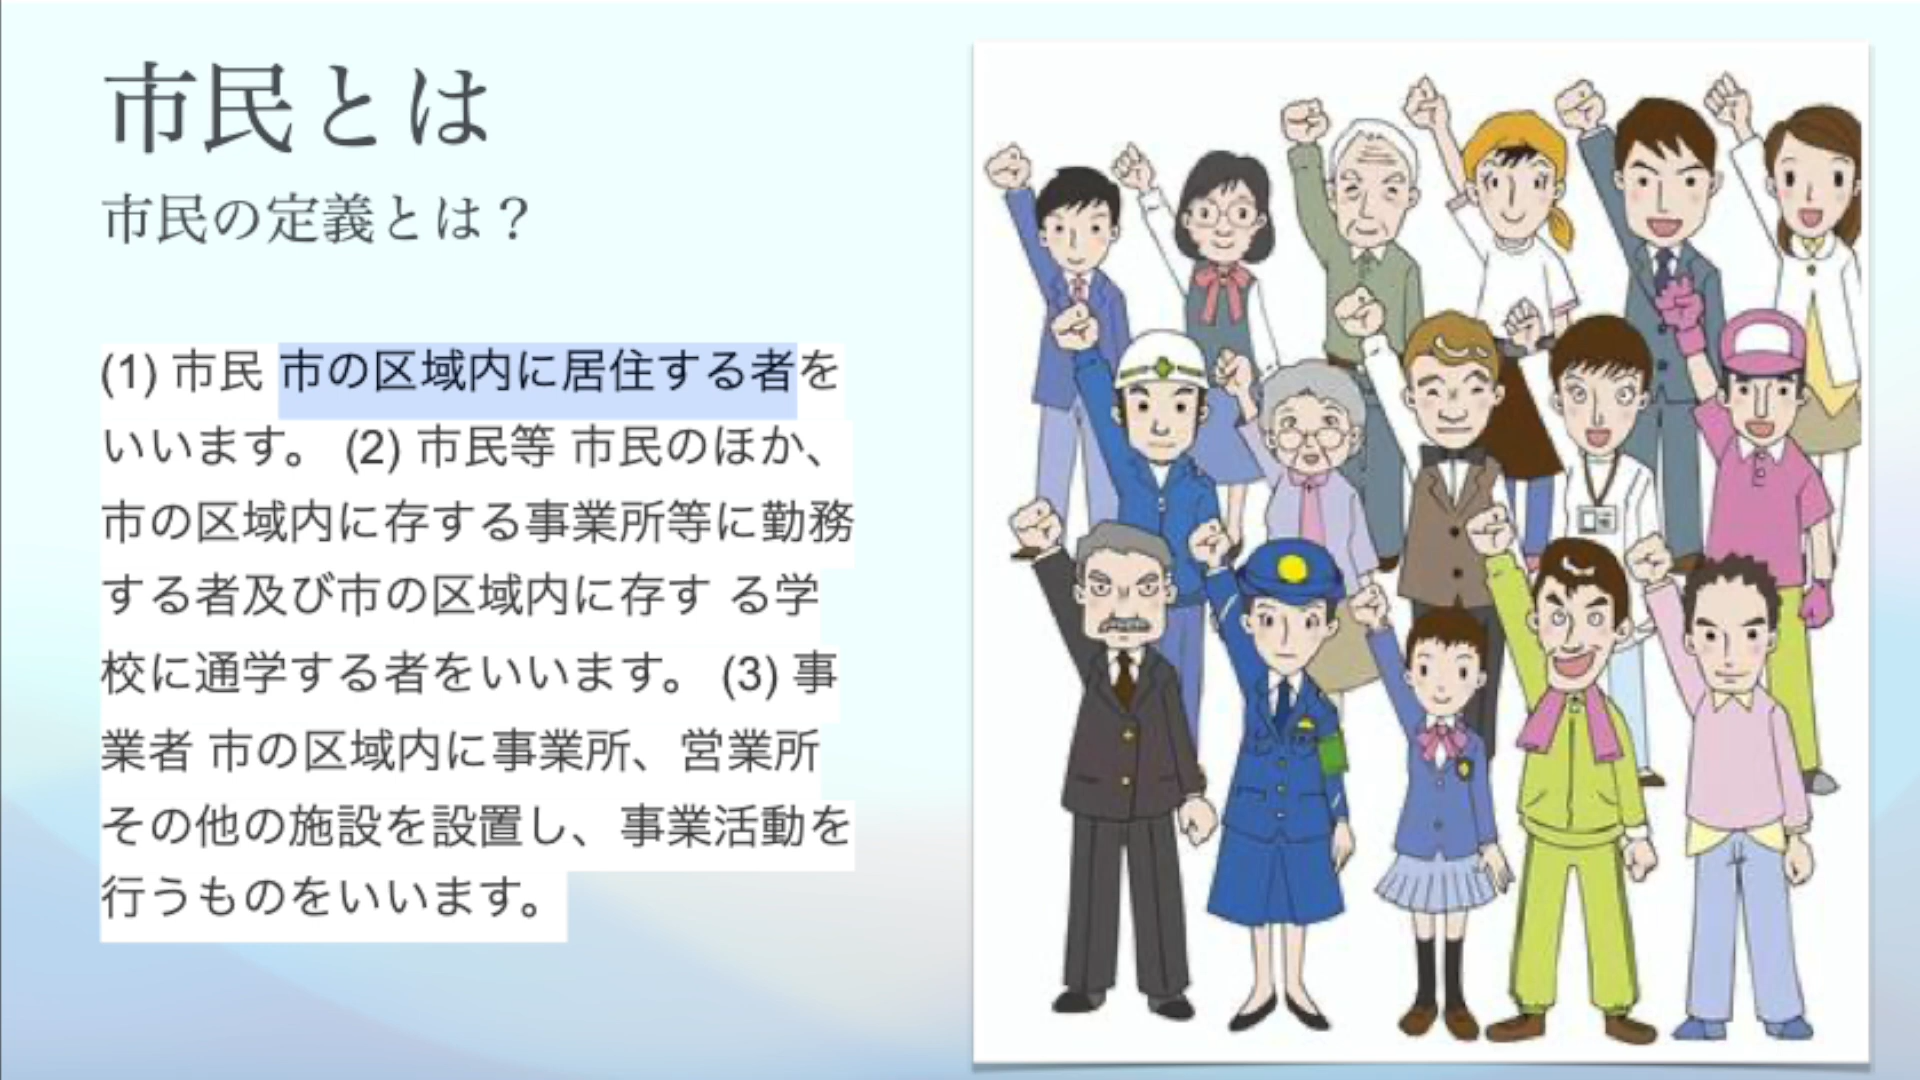 市民とは
市民の定義とは？
(1) 市民 市の区域内に居住する者を
いいます。 (2) 市民等 市民のほか、
市の区域内に存する事業所等に勤務
する者及び市の区域内に存す る学
校に通学する者をいいます。 (3) 事
業者 市の区域内に事業所、営業所
その他の施設を設置し、事業活動を
行うものをいいます。